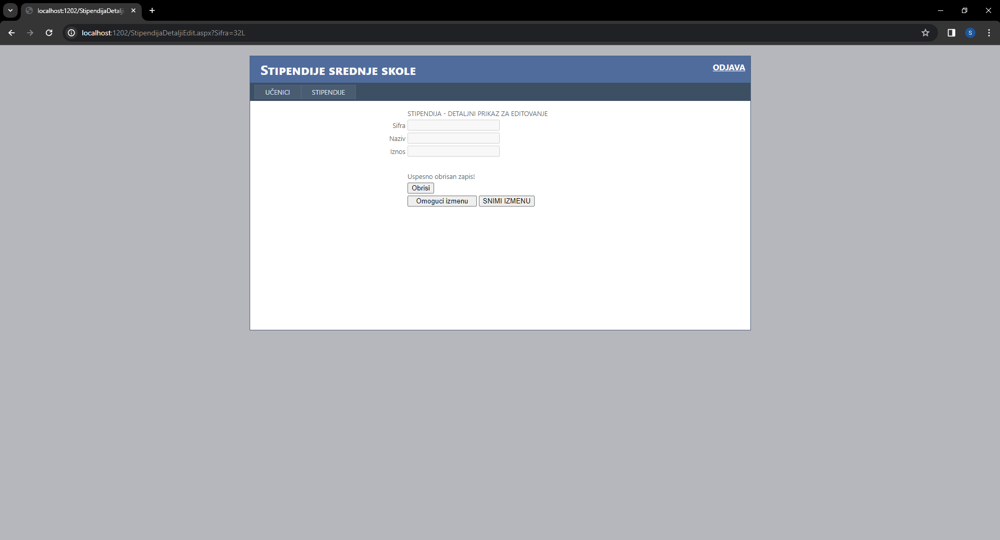 localhost:1202/StipendijaDetalji
localhost:1202/StipendijaDetaljiEdit.aspx?Sifra=32L
S
Stipendije srednje skole
ODJAVA
UČENICI STIPENDIJE
STIPENDIJA - DETALJNI PRIKAZ ZA EDITOVANJE
Sifra
Naziv
Iznos
Uspesno obrisan zapis!
Obrisi
Omoguci izmenu SNIMI IZMENU